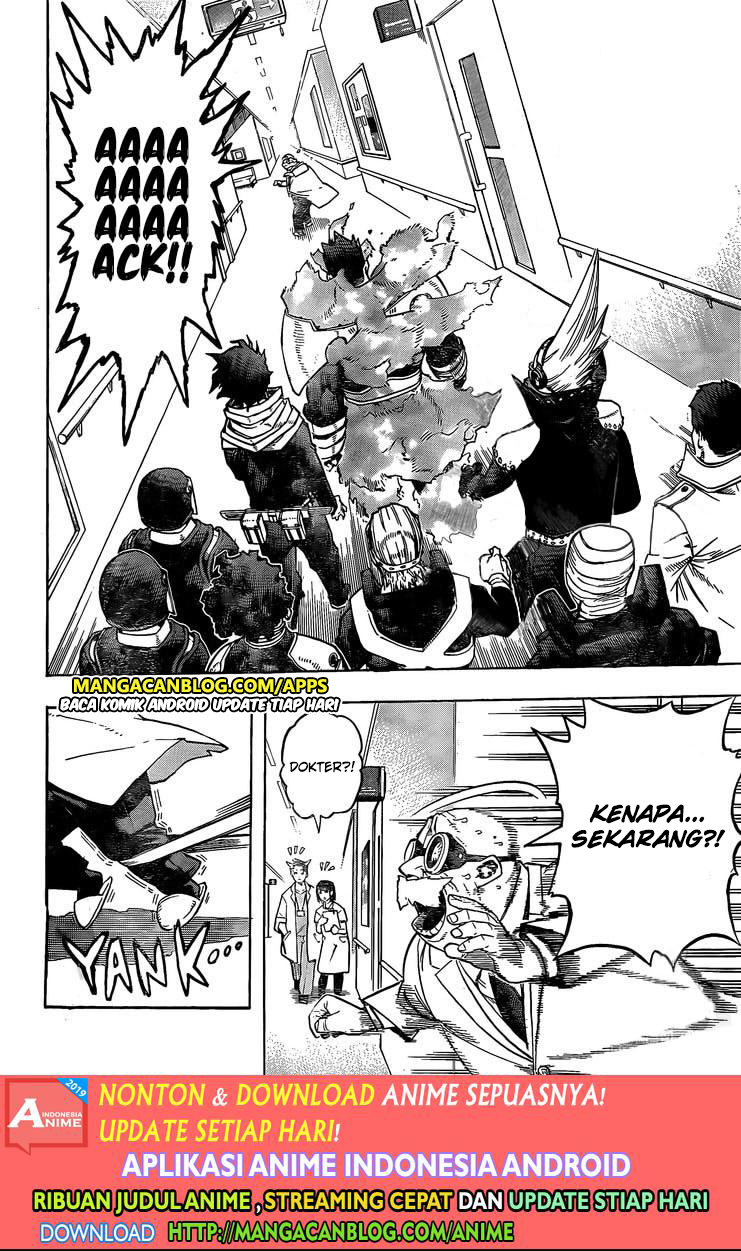 AAAA
AAAA
AAAA
ACK!!
MANGACANBLOG.COM/APPS
BACA KOMIK ANDROID UPDATE TIAP HARI
DOKTER?!
KENAPA...
SEKARANG?!
YANK...
2019
INDONESIA
ANIME
NONTON & DOWNLOAD ANIME SEPUASNYA!
UPDATE SETIAP HARI!
APLIKASI ANIME INDONESIA ANDROID
RIBUAN JUDUL ANIME , STREAMING CEPAT DAN UPDATE STIAP HARI
DOWNLOAD HTTP://MANGACANBLOG.COM/ANIME